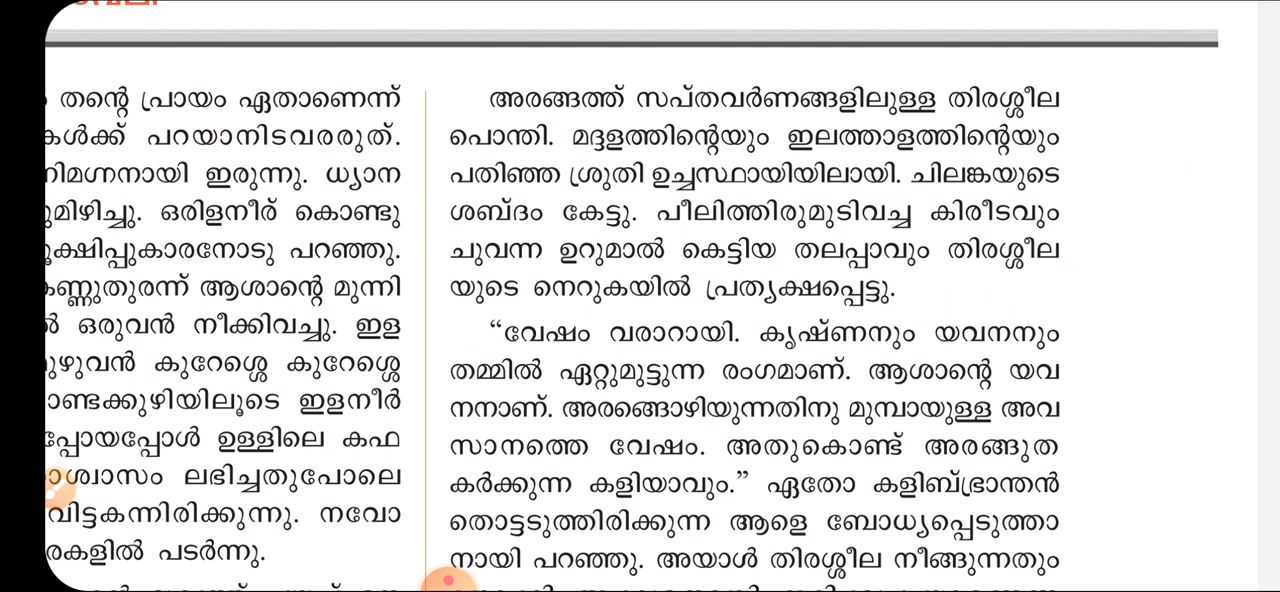 തന്റെ പ്രായം ഏതാണെന്ന്
കൾക്ക് പറയാനിടവരരുത്.
നിമഗ്നനായി ഇരുന്നു. ധ്യാന
മിഴിച്ചു. ഒരിളനീര് കൊണ്ടു
ക്ഷിപ്പുകാരനോടു പറഞ്ഞു.
കണ്ണുതുരന്ന് ആശാന്റെ മുന്നി
ൽ ഒരുവൻ നീക്കിവച്ചു. ഇള
മുഴുവൻ കുറേശ്ശെ കുറേശ്ശെ
ണ്ടക്കുഴിയിലൂടെ ഇളനീർ
പ്പോയപ്പോൾ ഉള്ളിലെ കഫ
ശ്വാസം ലഭിച്ചതുപോലെ
വിട്ടകന്നിരിക്കുന്നു. നവോ
രകളിൽ പടർന്നു.
അരങ്ങത്ത് സപ്തവർണങ്ങളിലുള്ള തിരശ്ശീല
പൊന്തി. മദ്ദളത്തിന്റെയും ഇലത്താളത്തിന്റെയും
പതിഞ്ഞ ശ്രുതി ഉച്ചസ്ഥായിയിലായി. ചിലങ്കയുടെ
ശബ്ദം കേട്ടു. പീലിത്തിരുമുടിവച്ച കിരീടവും
ചുവന്ന ഉറുമാൽ കെട്ടിയ തലപ്പാവും തിരശ്ശീല
യുടെ നെറുകയിൽ പ്രത്യക്ഷപ്പെട്ടു.
“വേഷം വരാറായി. കൃഷ്ണനും യവനനും
തമ്മിൽ ഏറ്റുമുട്ടുന്ന രംഗമാണ്. ആശാന്റെ യവ
നനാണ്. അരങ്ങൊഴിയുന്നതിനു മുമ്പായുള്ള അവ
സാനത്തെ വേഷം. അതുകൊണ്ട് അരങ്ങുത
കർക്കുന്ന കളിയാവും.” ഏതോ കളിബ്ഭ്രാന്തൻ
തൊട്ടടുത്തിരിക്കുന്ന ആളെ ബോധ്യപ്പെടുത്താ
നായി പറഞ്ഞു. അയാൾ തിരശ്ശീല നീങ്ങുന്നതും